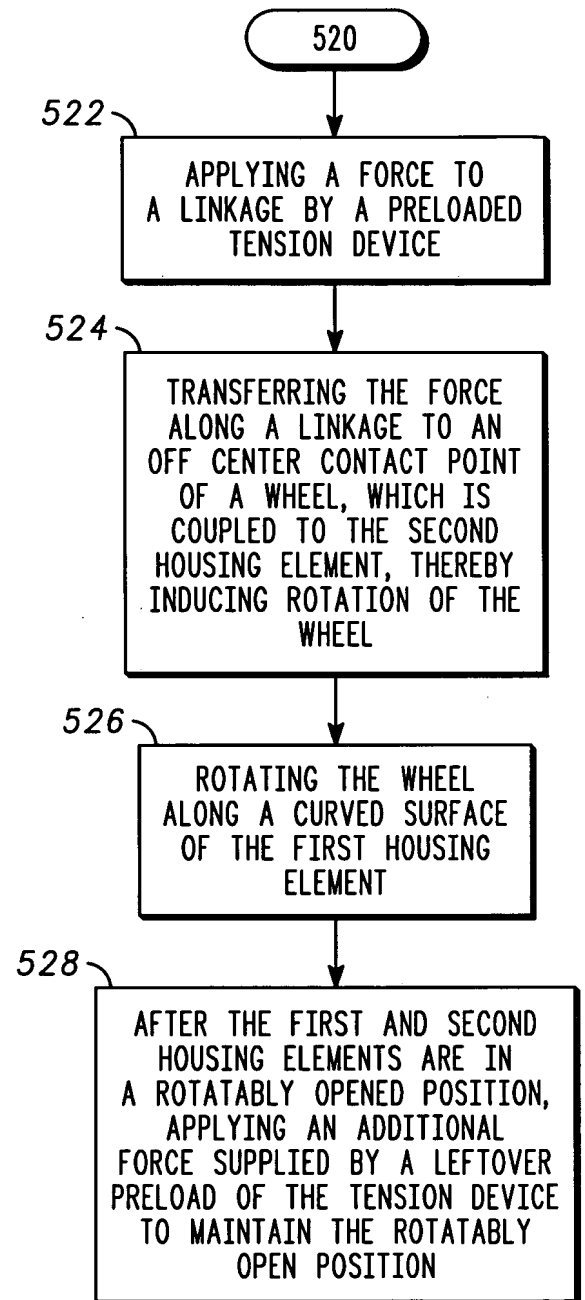 520
522
APPLYING A FORCE TO
A LINKAGE BY A PRELOADED
TENSION DEVICE
524
TRANSFERRING THE FORCE
ALONG A LINKAGE TO AN
OFF CENTER CONTACT POINT
OF A WHEEL, WHICH IS
COUPLED TO THE SECOND
HOUSING ELEMENT, THEREBY
INDUCING ROTATION OF THE
WHEEL
526
ROTATING THE WHEEL
ALONG A CURVED SURFACE
OF THE FIRST HOUSING
ELEMENT
528
AFTER THE FIRST AND SECOND
HOUSING ELEMENTS ARE IN
A ROTATABLY OPENED POSITION,
APPLYING AN ADDITIONAL
FORCE SUPPLIED BY A LEFTOVER
PRELOAD OF THE TENSION DEVICE
TO MAINTAIN THE ROTATABLY
OPEN POSITION